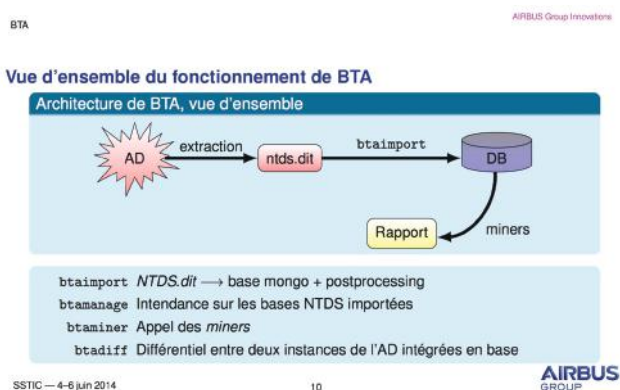 BTA
AIRBUS Group Innovations
Vue d'ensemble du fonctionnement de BTA
Architecture de BTA, vue d'ensemble
AD
extraction
ntds.dit
btaimport
DB
Rapport
miners
btaimport NTDS.dit → base mongo + postprocessing
btamanage Intendance sur les bases NTDS importées
btaminer Appel des miners
btadiff Différentiel entre deux instances de l'AD intégrées en base
SSTIC — 4–6 juin 2014
10
AIRBUS
GROUP